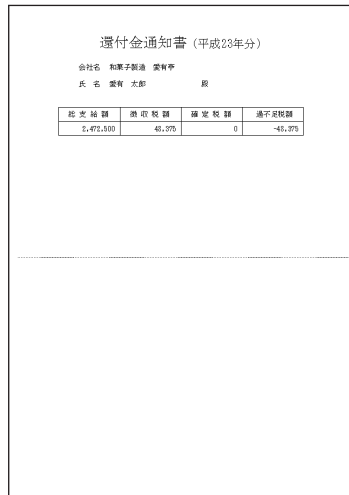 還付金通知書（平成23年分）
会社名 和菓子製造 愛有亭
氏 名 愛有 太郎 殿
総 支 給 額 徴 収 税 額 確 定 税 額 過不足税額
2,472,500 48,375 0 -48,375